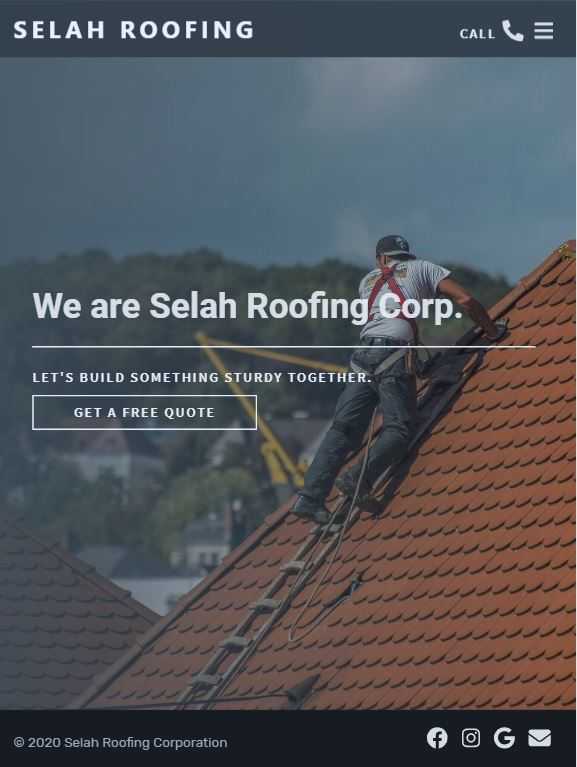 SELAH ROOFING
CALL
We are Selah Roofing Corp.
LET'S BUILD SOMETHING STURDY TOGETHER.
GET A FREE QUOTE
© 2020 Selah Roofing Corporation